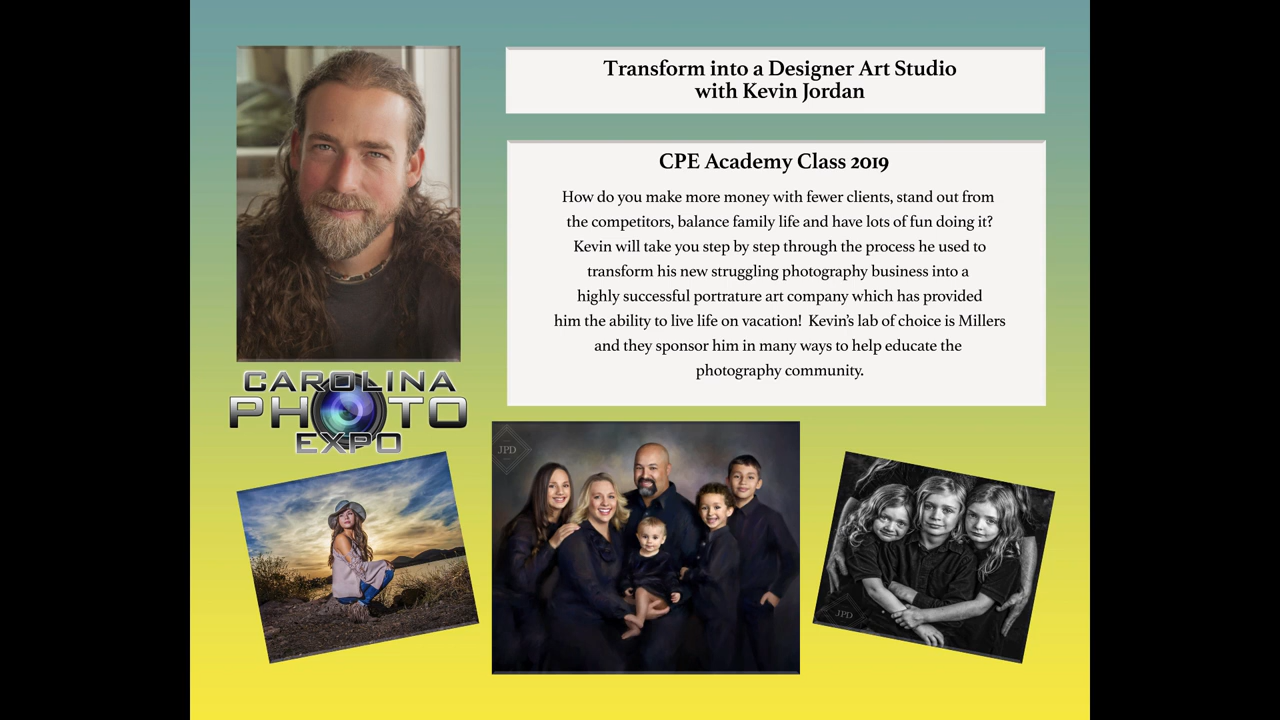 Transform into a Designer Art Studio
with Kevin Jordan
CPE Academy Class 2019
How do you make more money with fewer clients, stand out from
the competitors, balance family life and have lots of fun doing it?
Kevin will take you step by step through the process he used to
transform his new struggling photography business into a
highly successful portrature art company which has provided
him the ability to live life on vacation! Kevin's lab of choice is Millers
and they sponsor him in many ways to help educate the
photography community.
CAROLINA
PHOTO
EXPO
JPD
JPD